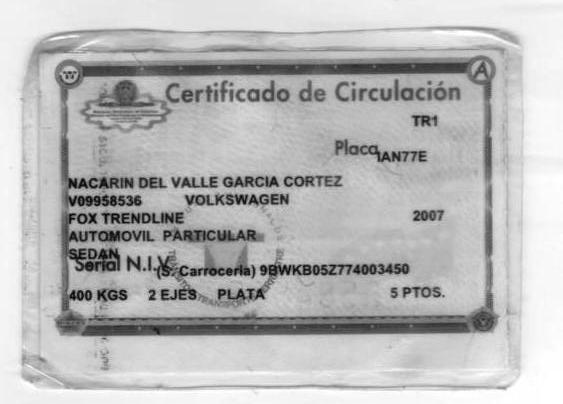 A
Certificado de Circulación
TR1
Placa IAN77E
NACARIN DEL VALLE GARCIA CORTEZ
V09958536 VOLKSWAGEN
FOX TRENDLINE 2007
AUTOMOVIL PARTICULAR
SEDAN
Serial N.I.V. (S. Carroceria) 9BWKB05Z774003450
400 KGS 2 EJES PLATA 5 PTOS.